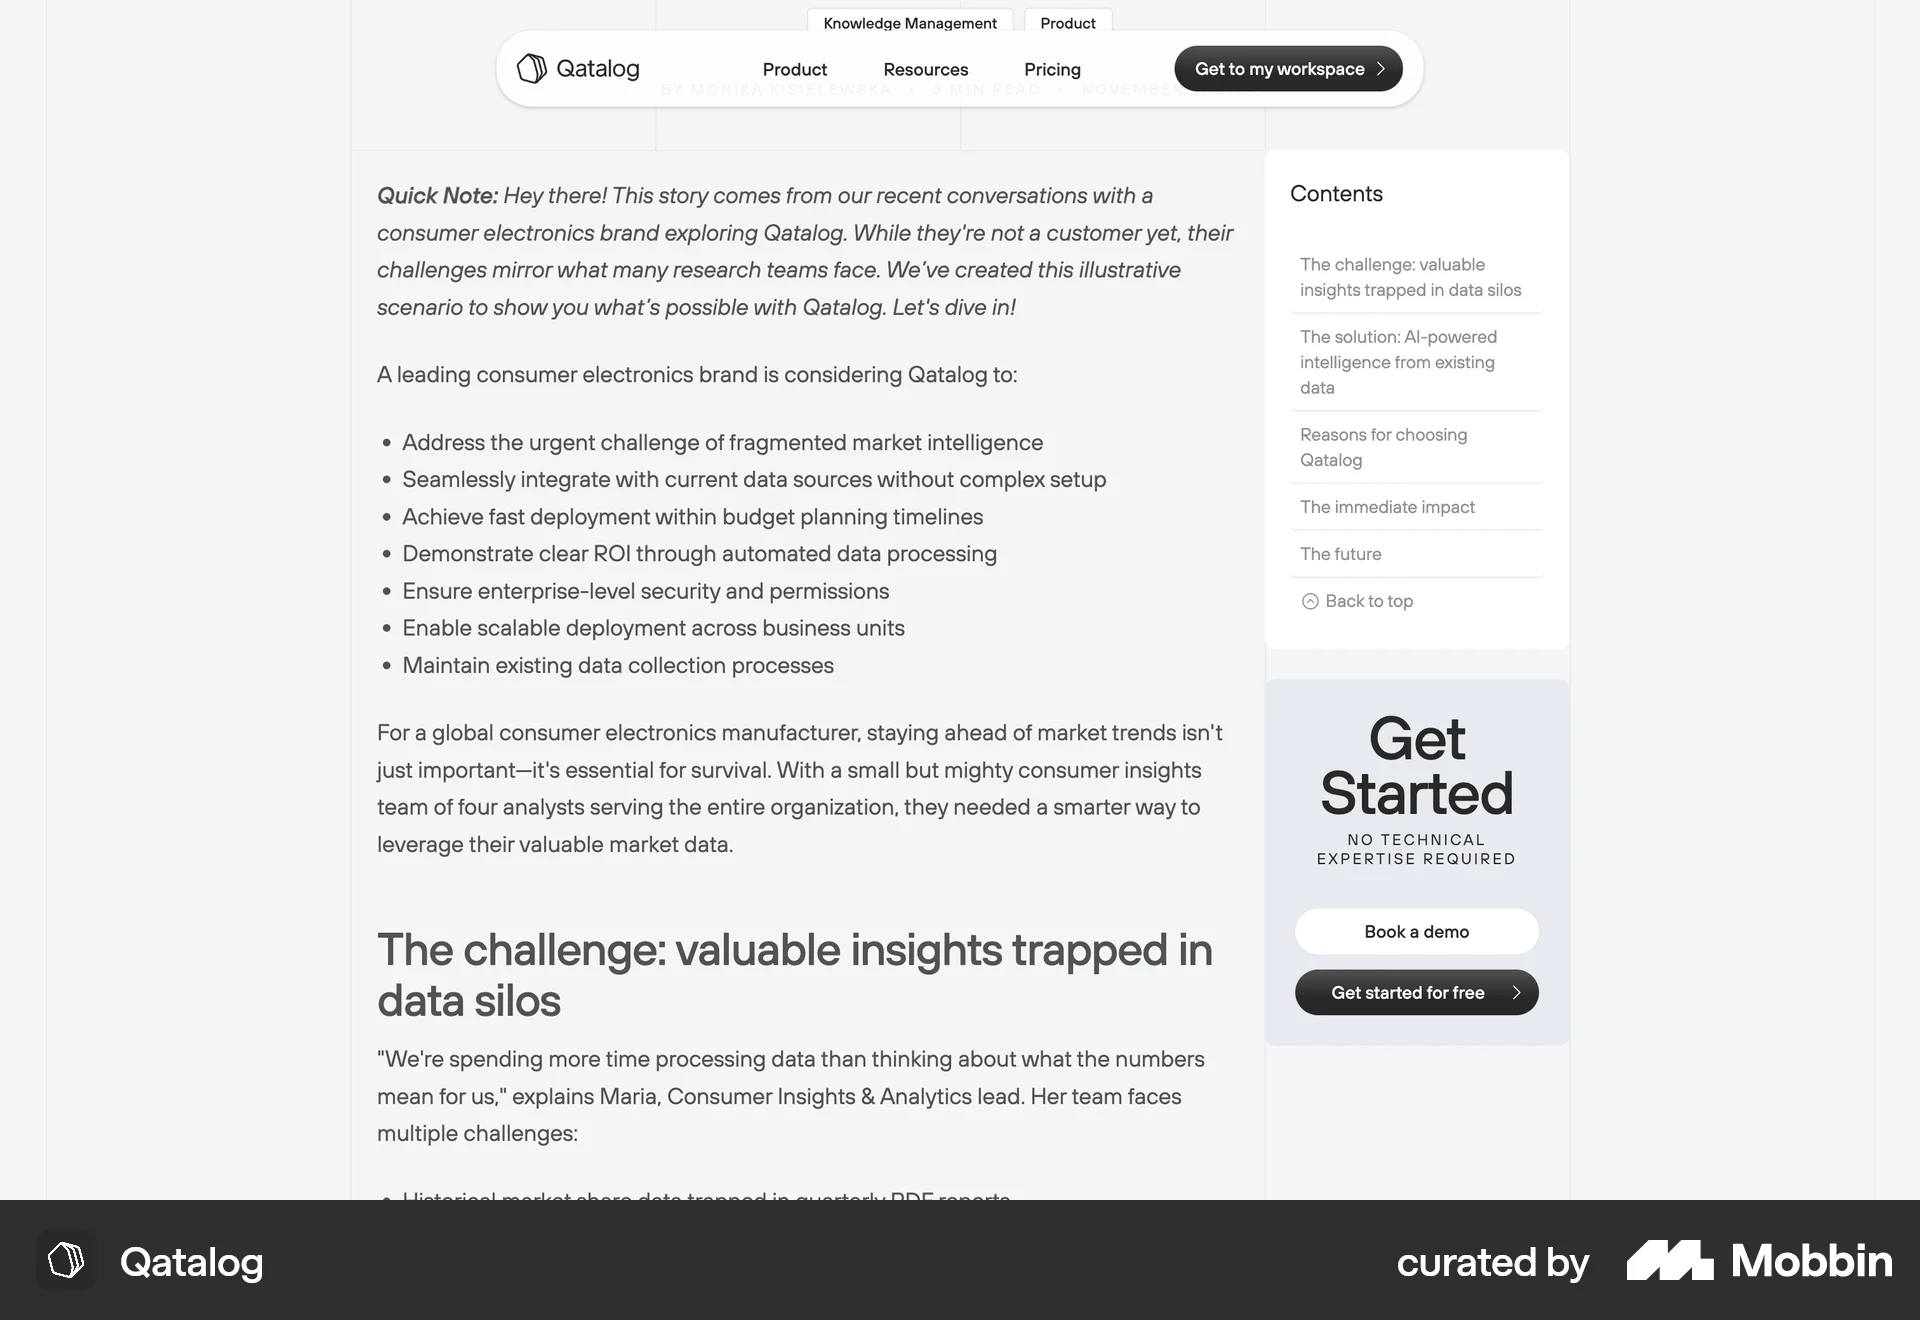 Knowledge Management
Product
Qatalog
Product
Resources
Pricing
Get to my workspace
BY MONIKA KISIELEWSKA • 3 MIN READ • NOVEMBER
Quick Note: Hey there! This story comes from our recent conversations with a
consumer electronics brand exploring Qatalog. While they're not a customer yet, their
challenges mirror what many research teams face. We’ve created this illustrative
scenario to show you what’s possible with Qatalog. Let's dive in!
A leading consumer electronics brand is considering Qatalog to:
• Address the urgent challenge of fragmented market intelligence
• Seamlessly integrate with current data sources without complex setup
• Achieve fast deployment within budget planning timelines
• Demonstrate clear ROI through automated data processing
• Ensure enterprise-level security and permissions
• Enable scalable deployment across business units
• Maintain existing data collection processes
For a global consumer electronics manufacturer, staying ahead of market trends isn't
just important—it's essential for survival. With a small but mighty consumer insights
team of four analysts serving the entire organization, they needed a smarter way to
leverage their valuable market data.
The challenge: valuable insights trapped in
data silos
"We're spending more time processing data than thinking about what the numbers
mean for us," explains Maria, Consumer Insights & Analytics lead. Her team faces
multiple challenges:
• Historical market share data trapped in quarterly PDF reports
Contents
The challenge: valuable
insights trapped in data silos
The solution: AI-powered
intelligence from existing
data
Reasons for choosing
Qatalog
The immediate impact
The future
Back to top
Get
Started
NO TECHNICAL
EXPERTISE REQUIRED
Book a demo
Get started for free
Qatalog
curated by
Mobbin